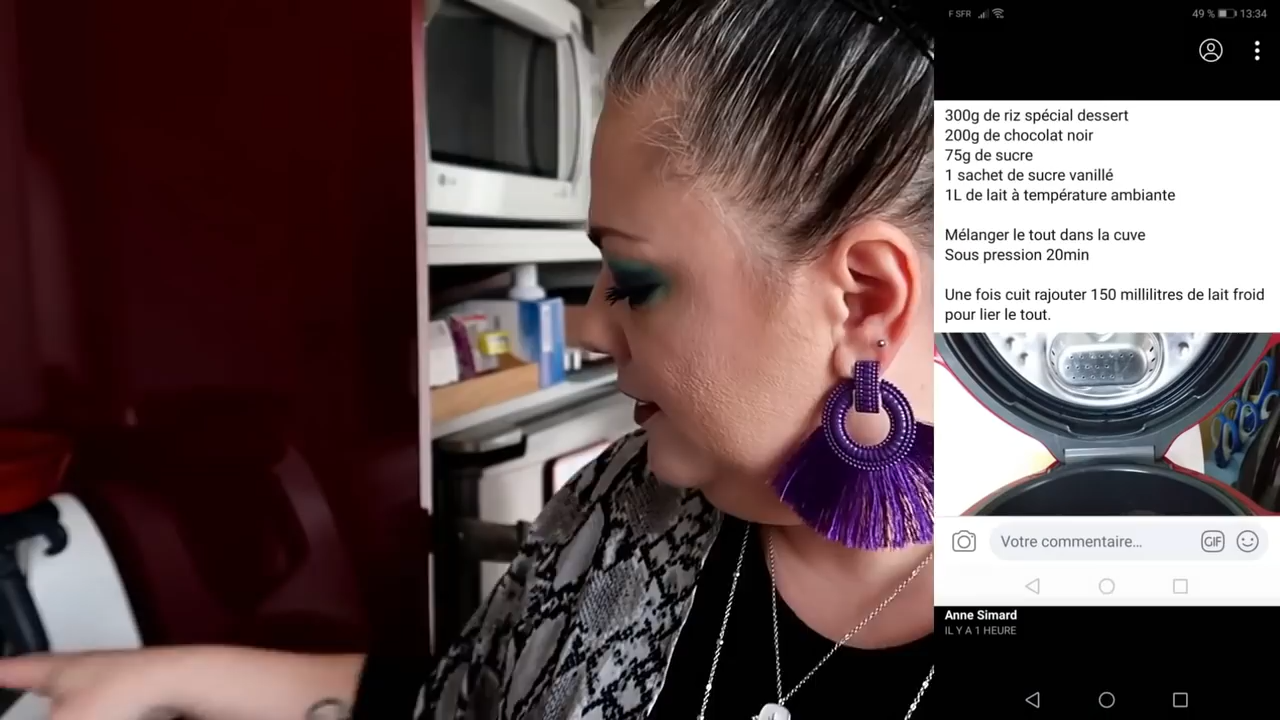 F SFR
49 % 13:34
300g de riz spécial dessert
200g de chocolat noir
75g de sucre
1 sachet de sucre vanillé
1L de lait à température ambiante
Mélanger le tout dans la cuve
Sous pression 20min
Une fois cuit rajouter 150 millilitres de lait froid
pour lier le tout.
Votre commentaire...
GIF
Anne Simard
IL Y A 1 HEURE